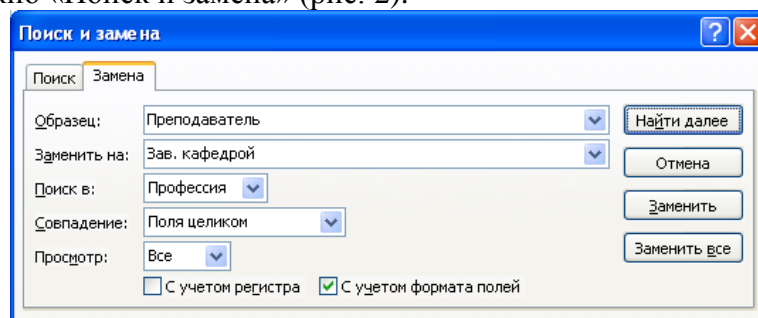 «Поиск и замена» (рис. 2).
Поиск и замена
Поиск Замена
Образец: Преподаватель Найти далее
Заменить на: Зав. кафедрой Отмена
Поиск в: Профессия
Заменить
Совпадение: Поля целиком
Просмотр: Все Заменить все
С учетом регистра С учетом формата полей